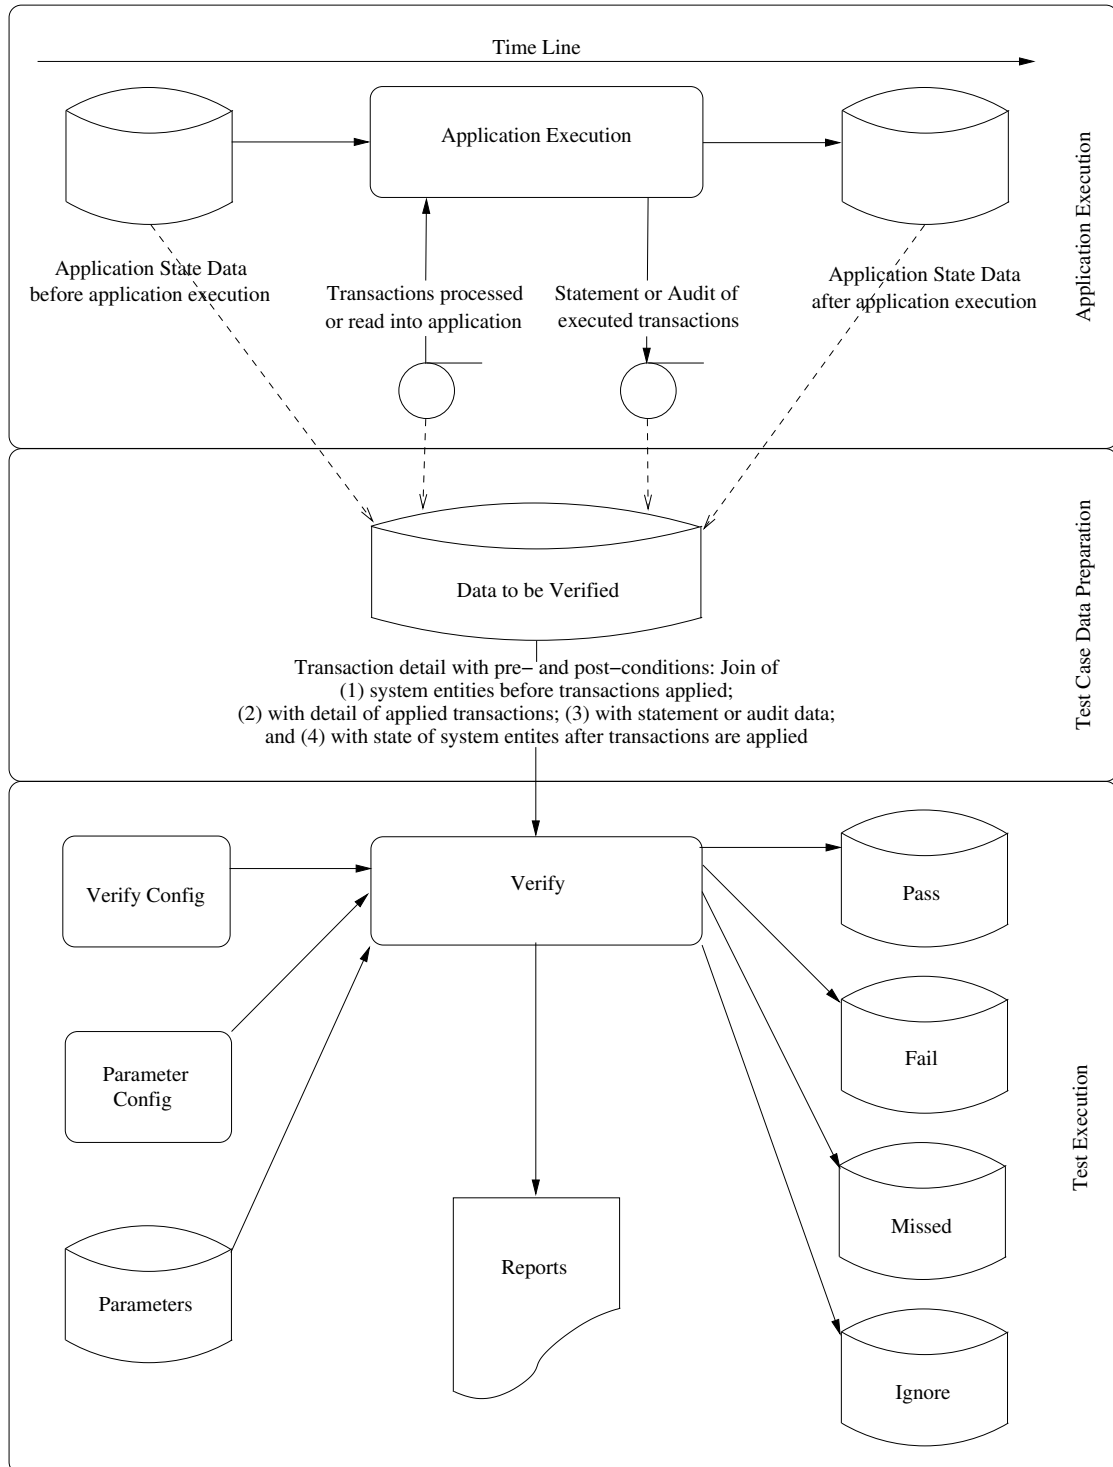 Time Line
Application Execution
Application Execution
Application State Data
before application execution
Transactions processed
or read into application
Statement or Audit of
executed transactions
Application State Data
after application execution
Test Case Data Preparation
Data to be Verified
Transaction detail with pre− and post−conditions: Join of
(1) system entities before transactions applied;
(2) with detail of applied transactions; (3) with statement or audit data;
and (4) with state of system entites after transactions are applied
Verify Config
Verify
Pass
Parameter
Config
Fail
Test Execution
Missed
Parameters
Reports
Ignore